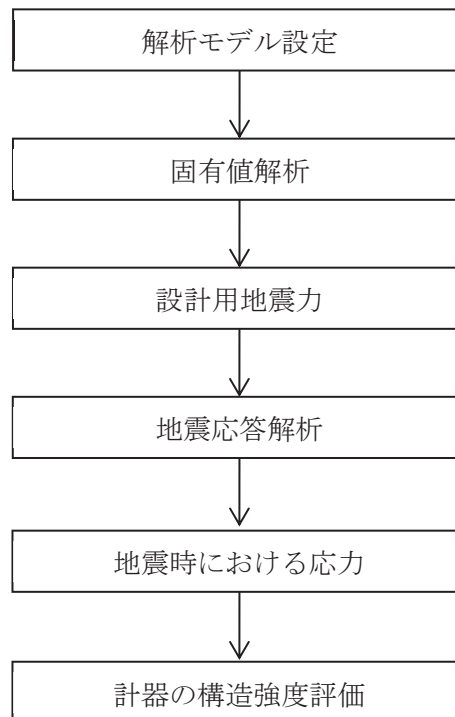 解析モデル設定
固有値解析
設計用地震力
地震応答解析
地震時における応力
計器の構造強度評価